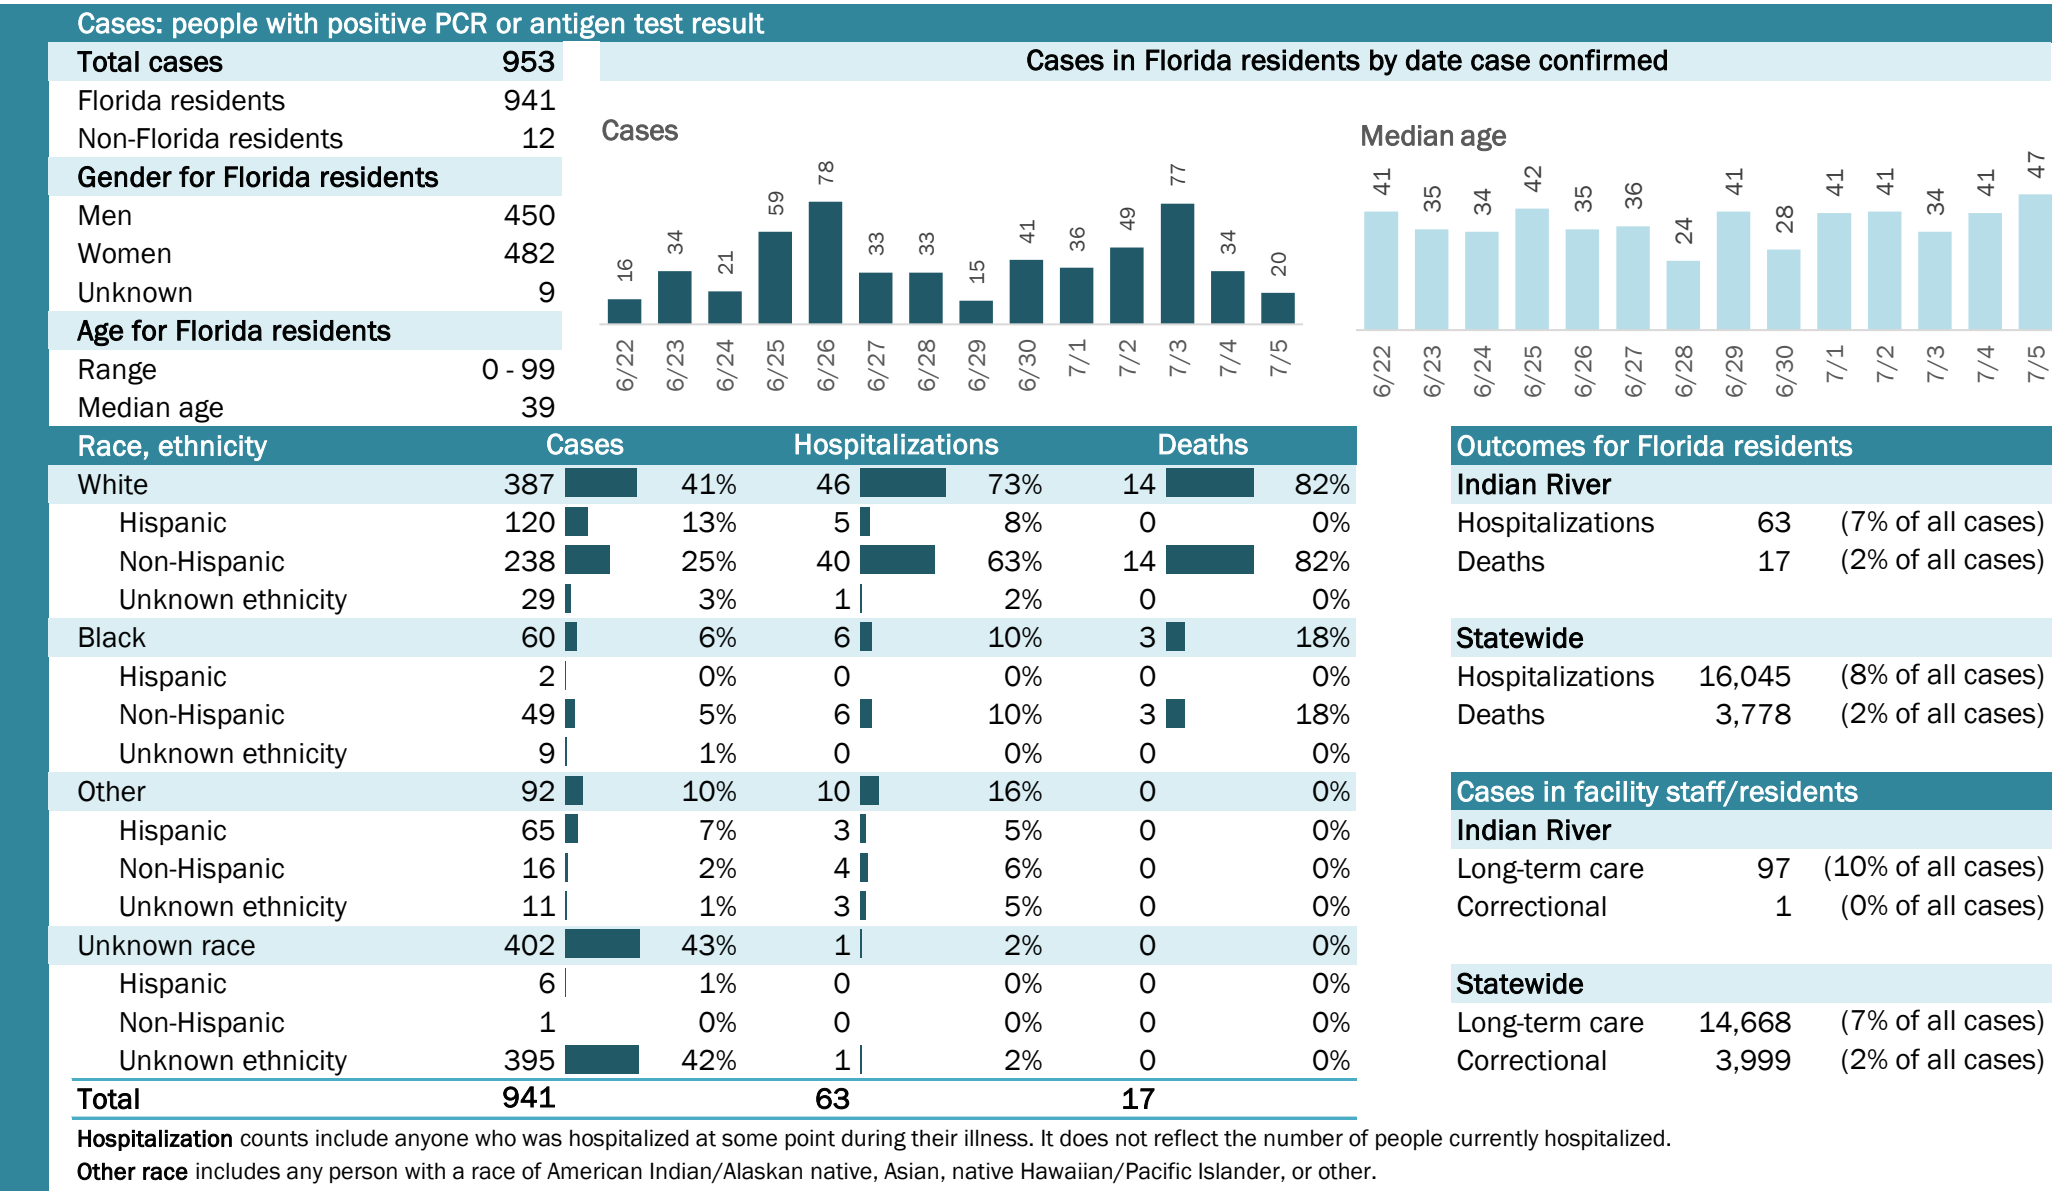 Cases: people with positive PCR or antigen test result
Total cases 953
Florida residents 941
Non-Florida residents 12
Gender for Florida residents
Men 450
Women 482
Unknown 9
Age for Florida residents
Range 0 - 99
Median age 39
Cases in Florida residents by date case confirmed
Cases
16 34 21 59 78 33 33 15 41 36 49 77 34 20
6/22 6/23 6/24 6/25 6/26 6/27 6/28 6/29 6/30 7/1 7/2 7/3 7/4 7/5
Median age
41 35 34 42 35 36 24 41 28 41 41 34 41 47
6/22 6/23 6/24 6/25 6/26 6/27 6/28 6/29 6/30 7/1 7/2 7/3 7/4 7/5
Race, ethnicity Cases Hospitalizations Deaths
White 387 41% 46 73% 14 82%
Hispanic 120 13% 5 8% 0 0%
Non-Hispanic 238 25% 40 63% 14 82%
Unknown ethnicity 29 3% 1 2% 0 0%
Black 60 6% 6 10% 3 18%
Hispanic 2 0% 0 0% 0 0%
Non-Hispanic 49 5% 6 10% 3 18%
Unknown ethnicity 9 1% 0 0% 0 0%
Other 92 10% 10 16% 0 0%
Hispanic 65 7% 3 5% 0 0%
Non-Hispanic 16 2% 4 6% 0 0%
Unknown ethnicity 11 1% 3 5% 0 0%
Unknown race 402 43% 1 2% 0 0%
Hispanic 6 1% 0 0% 0 0%
Non-Hispanic 1 0% 0 0% 0 0%
Unknown ethnicity 395 42% 1 2% 0 0%
Total 941 63 17
Outcomes for Florida residents
Indian River
Hospitalizations 63 (7% of all cases)
Deaths 17 (2% of all cases)
Statewide
Hospitalizations 16,045 (8% of all cases)
Deaths 3,778 (2% of all cases)
Cases in facility staff/residents
Indian River
Long-term care 97 (10% of all cases)
Correctional 1 (0% of all cases)
Statewide
Long-term care 14,668 (7% of all cases)
Correctional 3,999 (2% of all cases)
Hospitalization counts include anyone who was hospitalized at some point during their illness. It does not reflect the number of people currently hospitalized.
Other race includes any person with a race of American Indian/Alaskan native, Asian, native Hawaiian/Pacific Islander, or other.